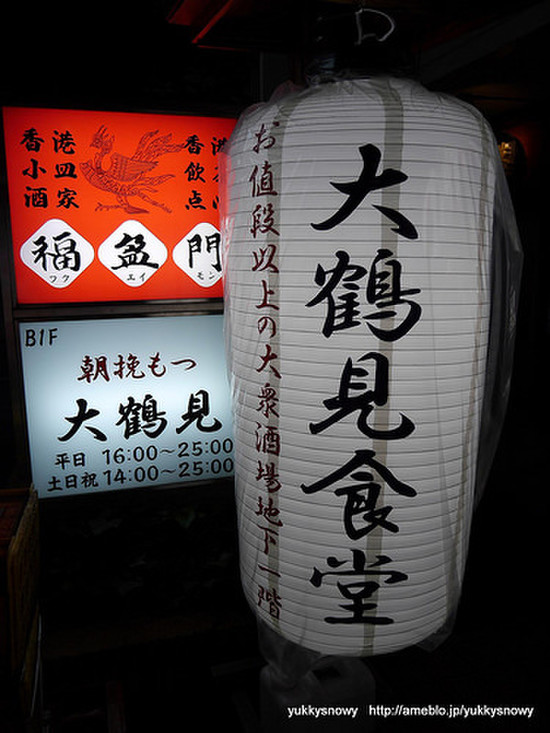 香港
小皿
酒家
香港
飲
点
福盈門
フク エイ モン
B1F
朝挽もつ
大鶴見
平日 16:00〜25:00
土日祝 14:00〜25:00
大鶴見食堂
お値段以上の大衆酒場地下一階
yukkysnowy http://ameblo.jp/yukkysnowy